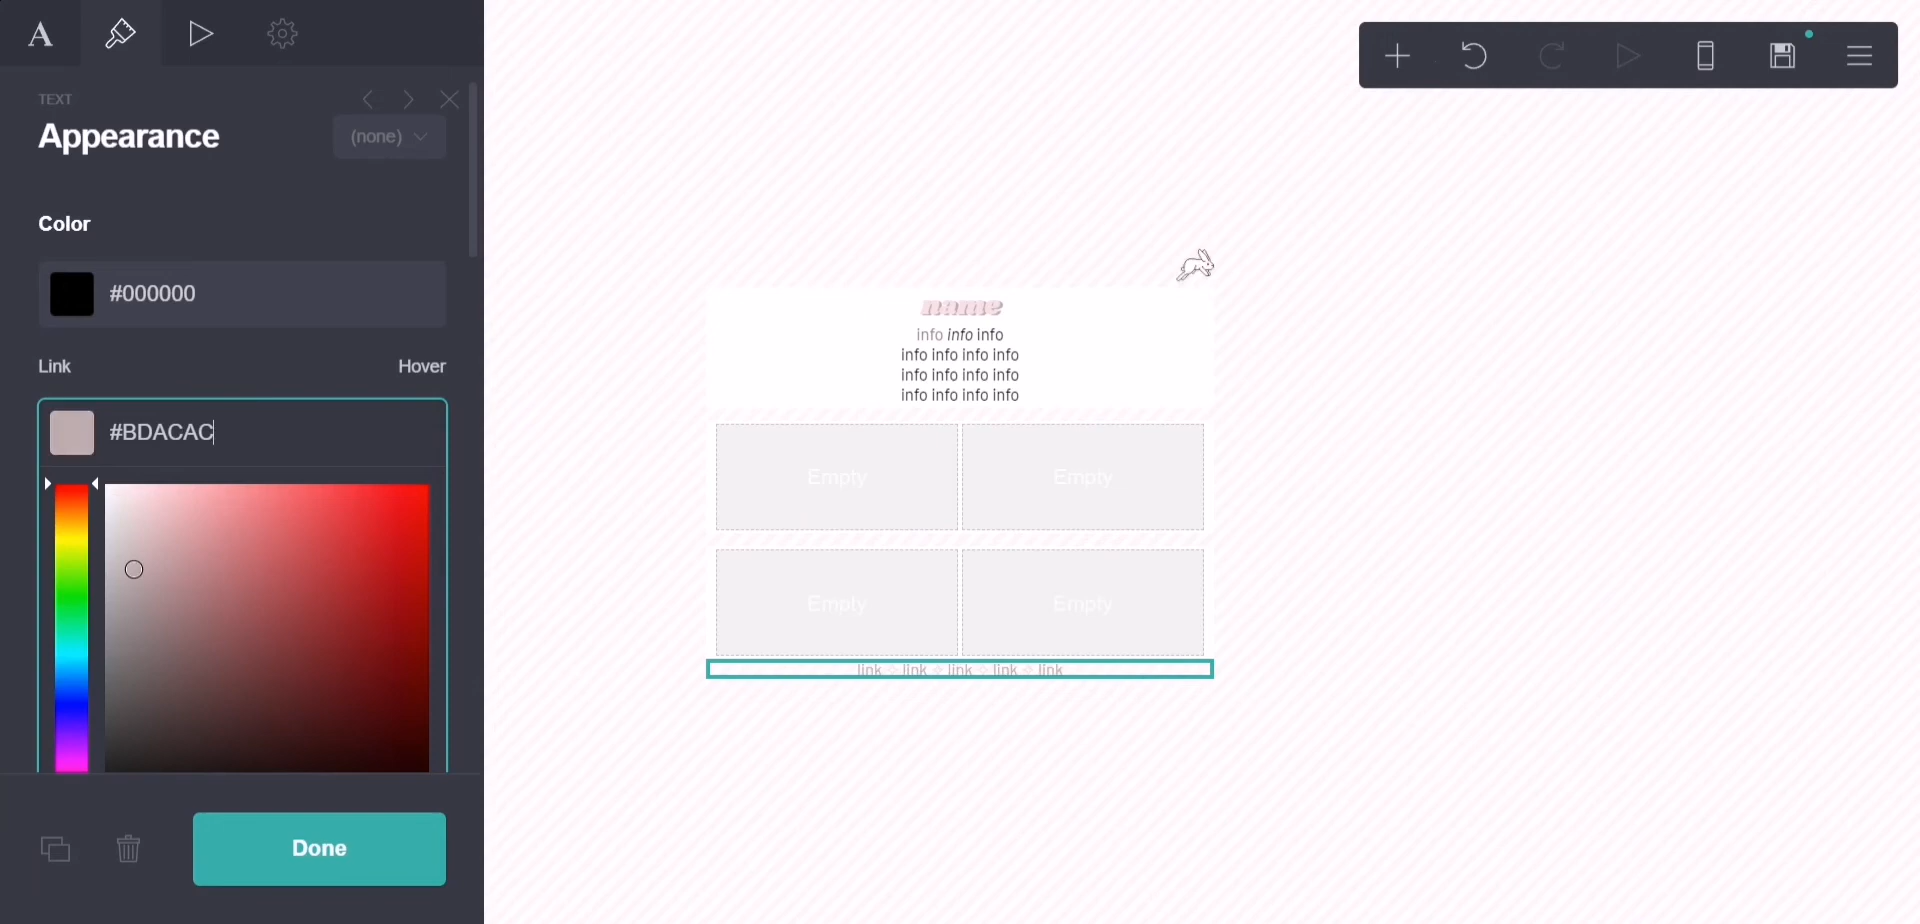 A
TEXT
Appearance
(none)
Color
#000000
Link
Hover
#BDACAC
Done
name
info info info
info info info info
info info info info
info info info info
Empty
Empty
Empty
Empty
link ✧ link ✧ link ✧ link ✧ link